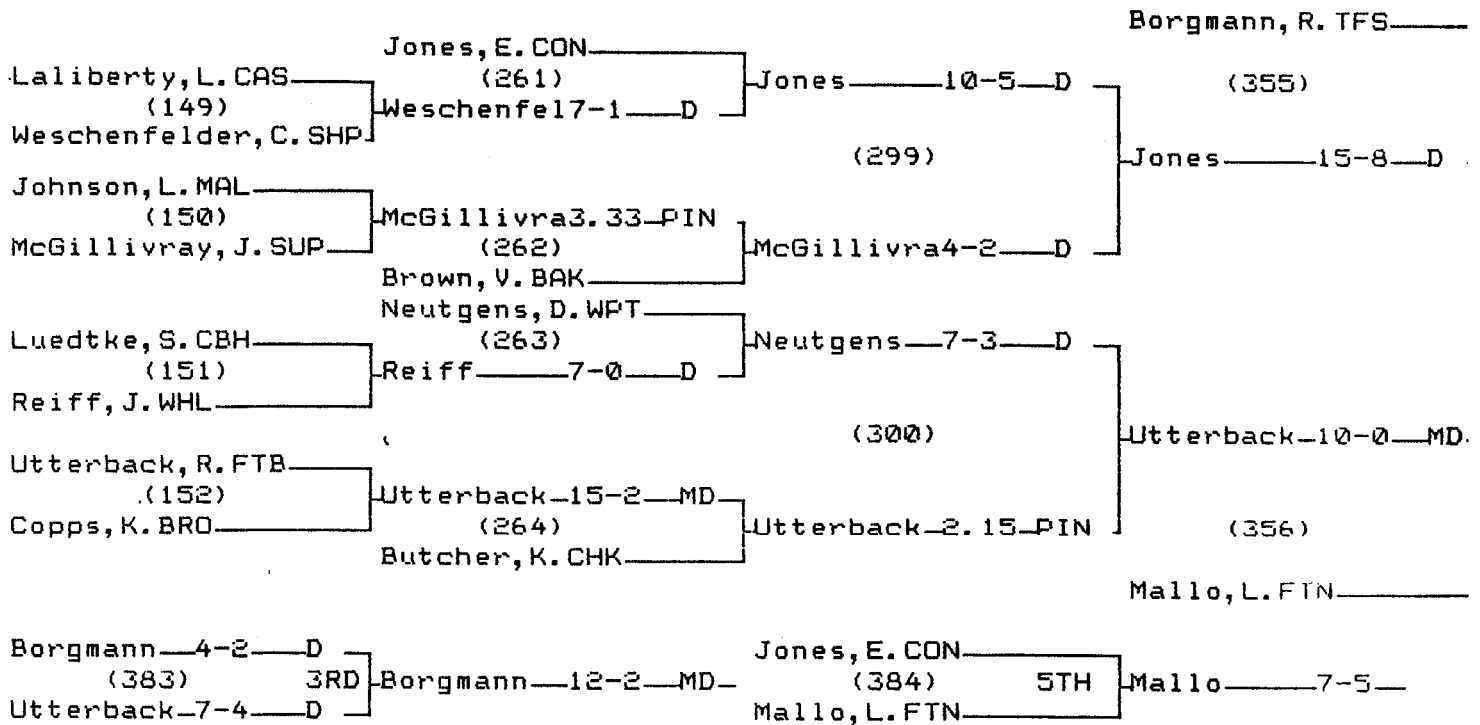 Borgmann, R. TFS
Jones, E. CON
Laliberty, L. CAS (261) Jones 10-5 D (355)
(149) Weschenfel7-1 D
Weschenfelder, C. SHP
(299) Jones 15-8 D
Johnson, L. MAL
(150) McGillivra3.33 PIN
McGillivray, J. SUP (262) McGillivra4-2 D
Brown, V. BAK
Neutgens, D. WPT
Luedtke, S. CBH (263) Neutgens 7-3 D
(151) Reiff 7-0 D
Reiff, J. WHL
(300) Utterback 10-0 MD
Utterback, R. FTB
(152) Utterback 15-2 MD
Copps, K. BRO (264) Utterback 2.15 PIN (356)
Butcher, K. CHK
Mallo, L. FTN
Borgmann 4-2 D Jones, E. CON
(383) 3RD Borgmann 12-2 MD (384) 5TH Mallo 7-5
Utterback 7-4 D Mallo, L. FTN